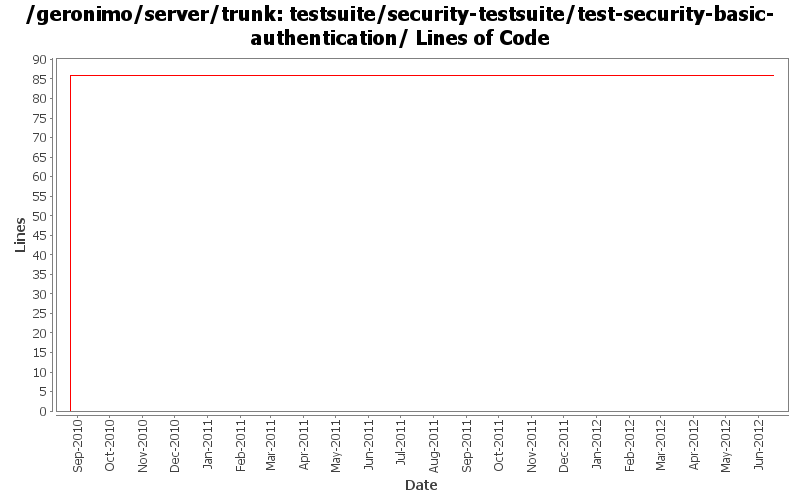 /geronimo/server/trunk: testsuite/security-testsuite/test-security-basic-
authentication/ Lines of Code
90
85
80
75
70
65
60
55
50
45
40
35
30
25
20
15
10
5
0
Lines
Sep-2010
Oct-2010
Nov-2010
Dec-2010
Jan-2011
Feb-2011
Mar-2011
Apr-2011
May-2011
Jun-2011
Jul-2011
Aug-2011
Sep-2011
Oct-2011
Nov-2011
Dec-2011
Jan-2012
Feb-2012
Mar-2012
Apr-2012
May-2012
Jun-2012
Date